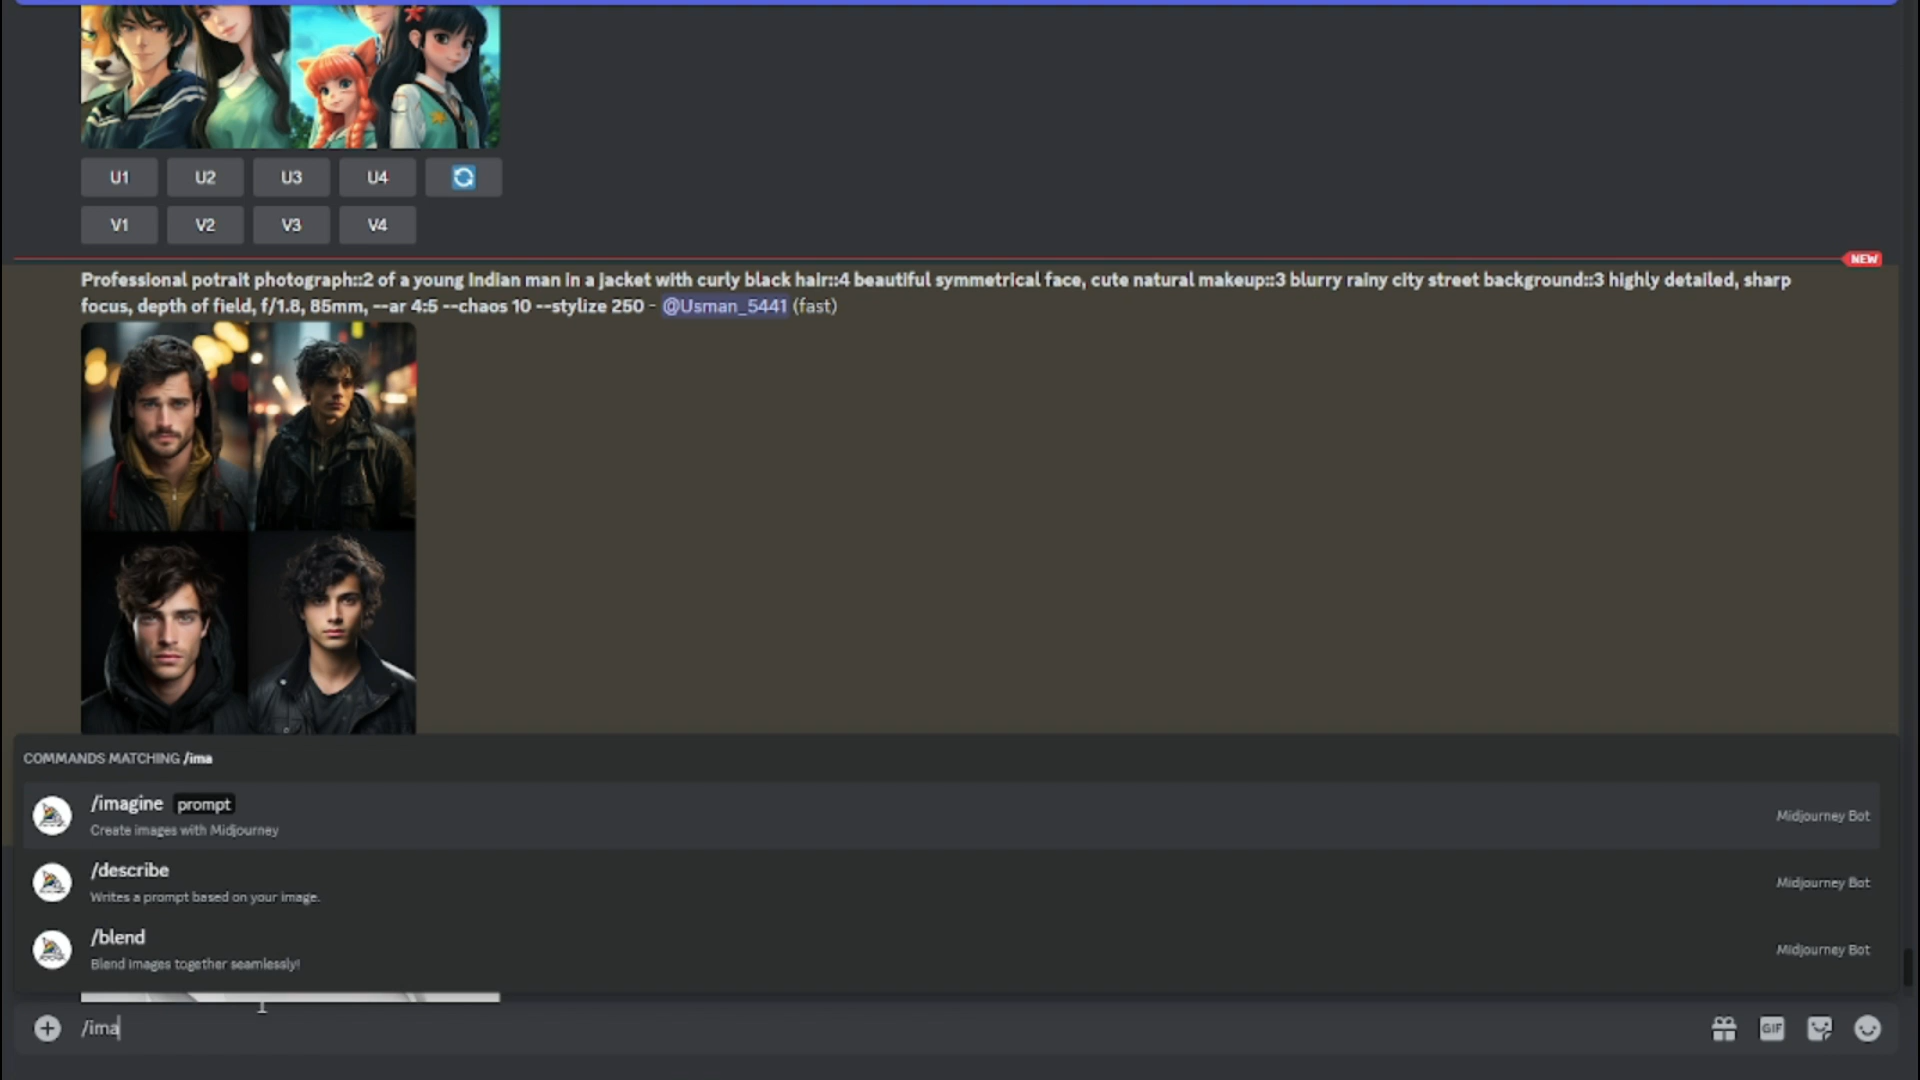 U1 U2 U3 U4
V1 V2 V3 V4
NEW
Professional potrait photograph::2 of a young Indian man in a jacket with curly black hair::4 beautiful symmetrical face, cute natural makeup::3 blurry rainy city street background::3 highly detailed, sharp
focus, depth of field, f/1.8, 85mm, --ar 4:5 --chaos 10 --stylize 250 - @Usman_5441 (fast)
COMMANDS MATCHING /ima
/imagine prompt
Create images with Midjourney
Midjourney Bot
/describe
Writes a prompt based on your image.
Midjourney Bot
/blend
Blend images together seamlessly!
Midjourney Bot
/ima
GIF